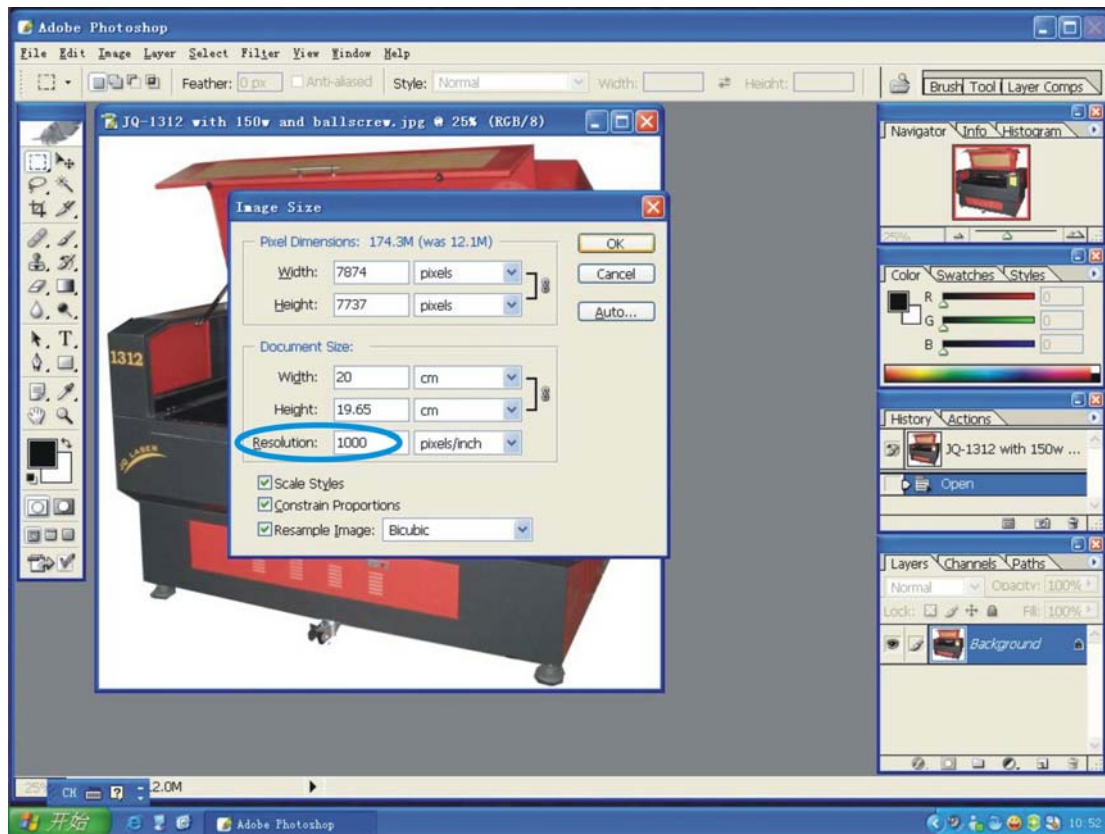 Adobe Photoshop
File Edit Image Layer Select Filter View Window Help
Feather: 0 px Anti-aliased Style: Normal Width: Height: Brush Tool Layer Comps
JQ-1312 with 150w and ballscrew.jpg @ 25% (RGB/8)
Navigator Info Histogram
25%
Image Size
Pixel Dimensions: 174.3M (was 12.1M)
OK
Width: 7874 pixels
Cancel
Height: 7737 pixels
Auto...
Document Size:
Width: 20 cm
Height: 19.65 cm
Resolution: 1000 pixels/inch
Scale Styles
Constrain Proportions
Resample Image: Bicubic
1312
JQ LASER
T
Color Swatches Styles
R 0
G 0
B 0
History Actions
JQ-1312 with 150w ...
Open
Layers Channels Paths
Normal Opacity: 100%
Lock: Fill: 100%
Background
25% 2.0M
CH
开始 Adobe Photoshop 10:52